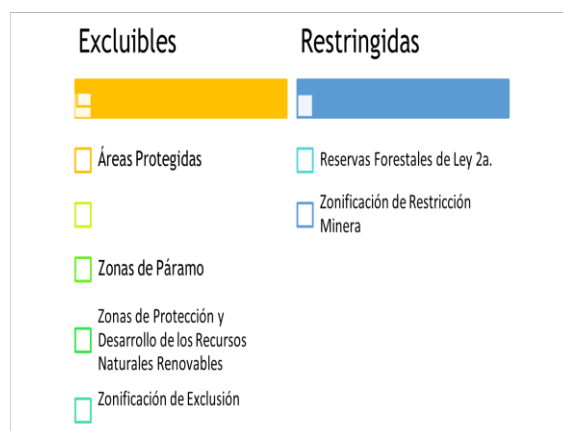 Excluibles
Restringidas
Áreas Protegidas
Zonas de Páramo
Zonas de Protección y
Desarrollo de los Recursos
Naturales Renovables
Zonificación de Exclusión
Reservas Forestales de Ley 2a.
Zonificación de Restricción
Minera